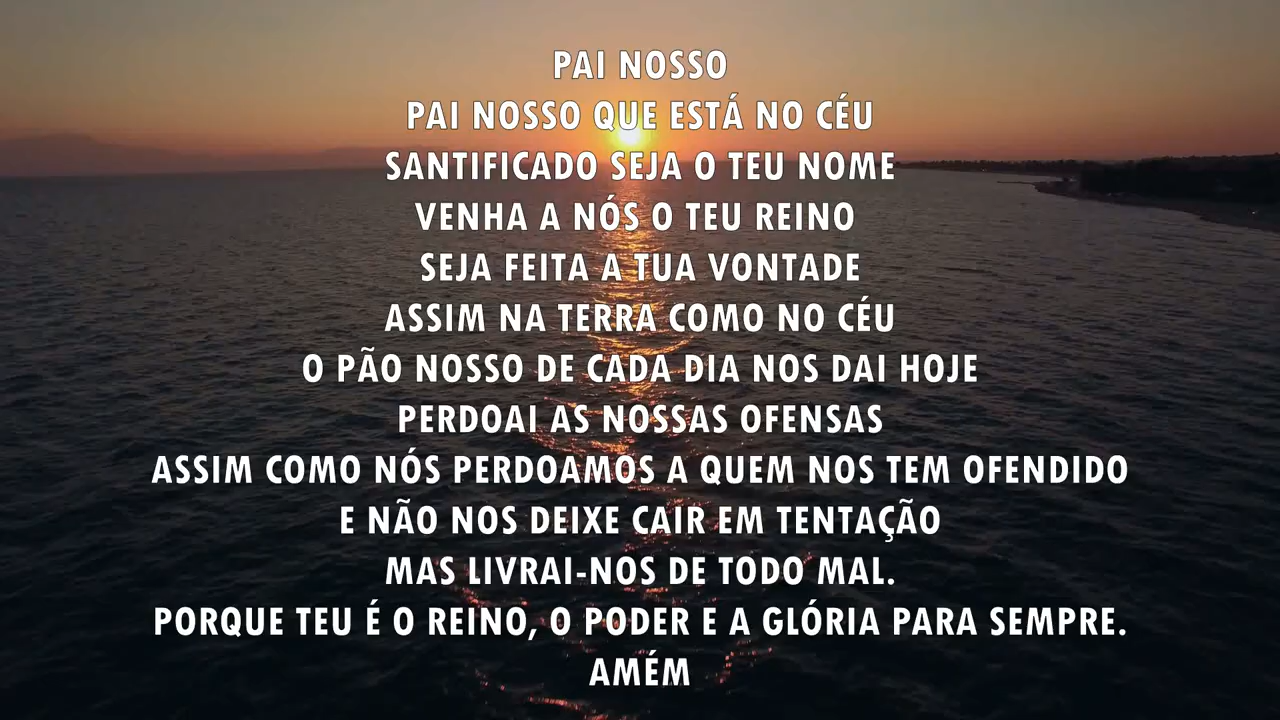 PAI NOSSO
PAI NOSSO QUE ESTÁ NO CÉU
SANTIFICADO SEJA O TEU NOME
VENHA A NÓS O TEU REINO
SEJA FEITA A TUA VONTADE
ASSIM NA TERRA COMO NO CÉU
O PÃO NOSSO DE CADA DIA NOS DAI HOJE
PERDOAI AS NOSSAS OFENSAS
ASSIM COMO NÓS PERDOAMOS A QUEM NOS TEM OFENDIDO
E NÃO NOS DEIXE CAIR EM TENTAÇÃO
MAS LIVRAI-NOS DE TODO MAL.
PORQUE TEU É O REINO, O PODER E A GLÓRIA PARA SEMPRE.
AMÉM